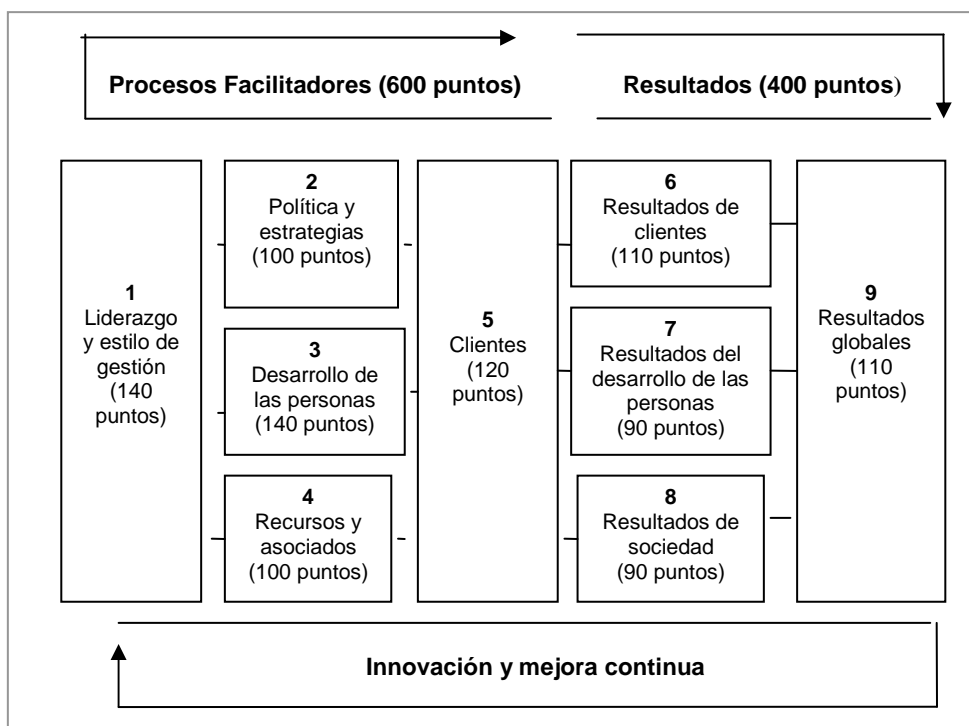 Procesos Facilitadores (600 puntos)
Resultados (400 puntos)
1
Liderazgo
y estilo de
gestión
(140
puntos)
2
Política y
estrategias
(100 puntos)
3
Desarrollo de
las personas
(140 puntos)
4
Recursos y
asociados
(100 puntos)
5
Clientes
(120
puntos)
6
Resultados de
clientes
(110 puntos)
7
Resultados del
desarrollo de las
personas
(90 puntos)
8
Resultados de
sociedad
(90 puntos)
9
Resultados
globales
(110
puntos)
Innovación y mejora continua